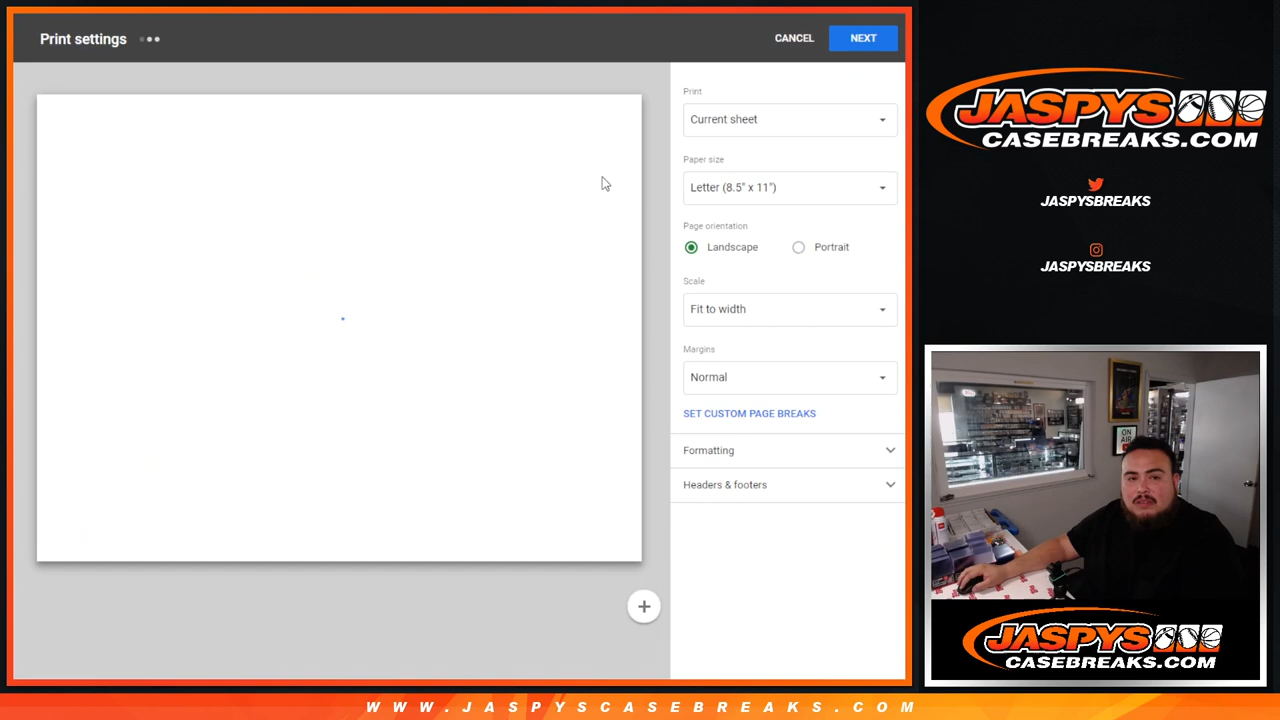 Print settings
CANCEL
NEXT
Print
Current sheet
Paper size
Letter (8.5" x 11")
Page orientation
Landscape
Portrait
Scale
Fit to width
Margins
Normal
SET CUSTOM PAGE BREAKS
Formatting
Headers & footers
JASPYS
CASEBREAKS.COM
JASPYSBREAKS
JASPYSBREAKS
ON
AIR
JASPYS
CASEBREAKS.COM
WWW.JASPYSCASEBREAKS.COM